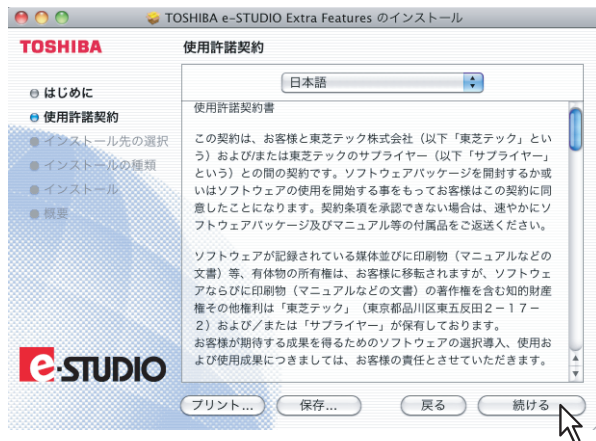 TOSHIBA e-STUDIO Extra Features のインストール
TOSHIBA
使用許諾契約
はじめに
使用許諾契約
インストール先の選択
インストールの種類
インストール
概要
日本語
使用許諾契約書
この契約は、お客様と東芝テック株式会社（以下「東芝テック」とい
う）および/または東芝テックのサプライヤー（以下「サプライヤー」
という）との間の契約です。ソフトウェアパッケージを開封するか或
いはソフトウェアの使用を開始する事をもってお客様はこの契約に同
意したことになります。契約条項を承認できない場合は、速やかにソ
フトウェアパッケージ及びマニュアル等の付属品をご返送ください。
ソフトウェアが記録されている媒体並びに印刷物（マニュアルなどの
文書）等、有体物の所有権は、お客様に移転されますが、ソフトウェ
アならびに印刷物（マニュアルなどの文書）の著作権を含む知的財産
権その他権利は「東芝テック」（東京都品川区東五反田２－１７－
２）および／または「サプライヤー」が保有しております。
お客様が期待する成果を得るためのソフトウェアの選択導入、使用お
よび使用成果につきましては、お客様の責任とさせていただきます。
e-STUDIO
プリント...
保存...
戻る
続ける